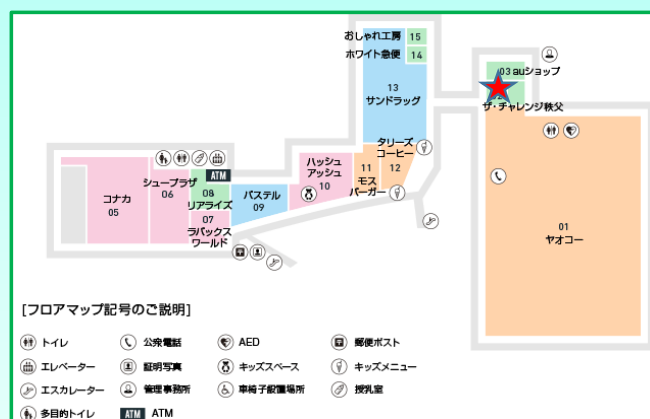 おしゃれ工房 15
ホワイト急便 14
03 auショップ
13
サンドラッグ
ザ・チャレンジ秩父
タリーズ
コーヒー
ハッシュ
アッシュ
10
11
モス
バーガー
12
ATM
シュープラザ
06
コナカ
05
08
リアライズ
07
ラパックス
ワールド
パステル
09
01
ヤオコー
[フロアマップ記号のご説明]
トイレ 公衆電話 AED 郵便ポスト
エレベーター 証明写真 キッズスペース キッズメニュー
エスカレーター 管理事務所 車椅子設置場所 授乳室
多目的トイレ ATM ATM